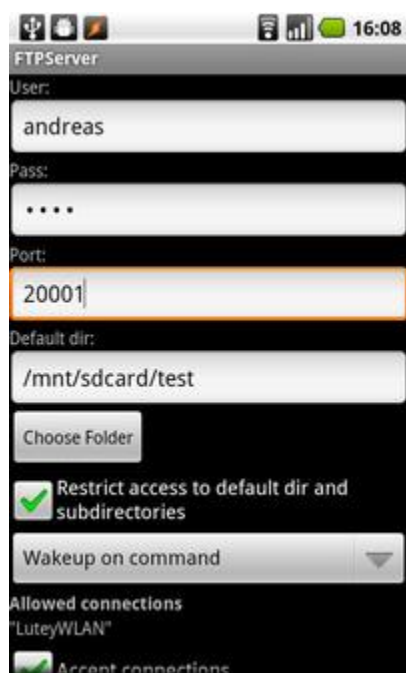 16:08
FTPServer
User:
andreas
Pass:
••••
Port:
20001
Default dir:
/mnt/sdcard/test
Choose Folder
Restrict access to default dir and
subdirectories
Wakeup on command
Allowed connections
"LuteyWLAN"
Accept connections